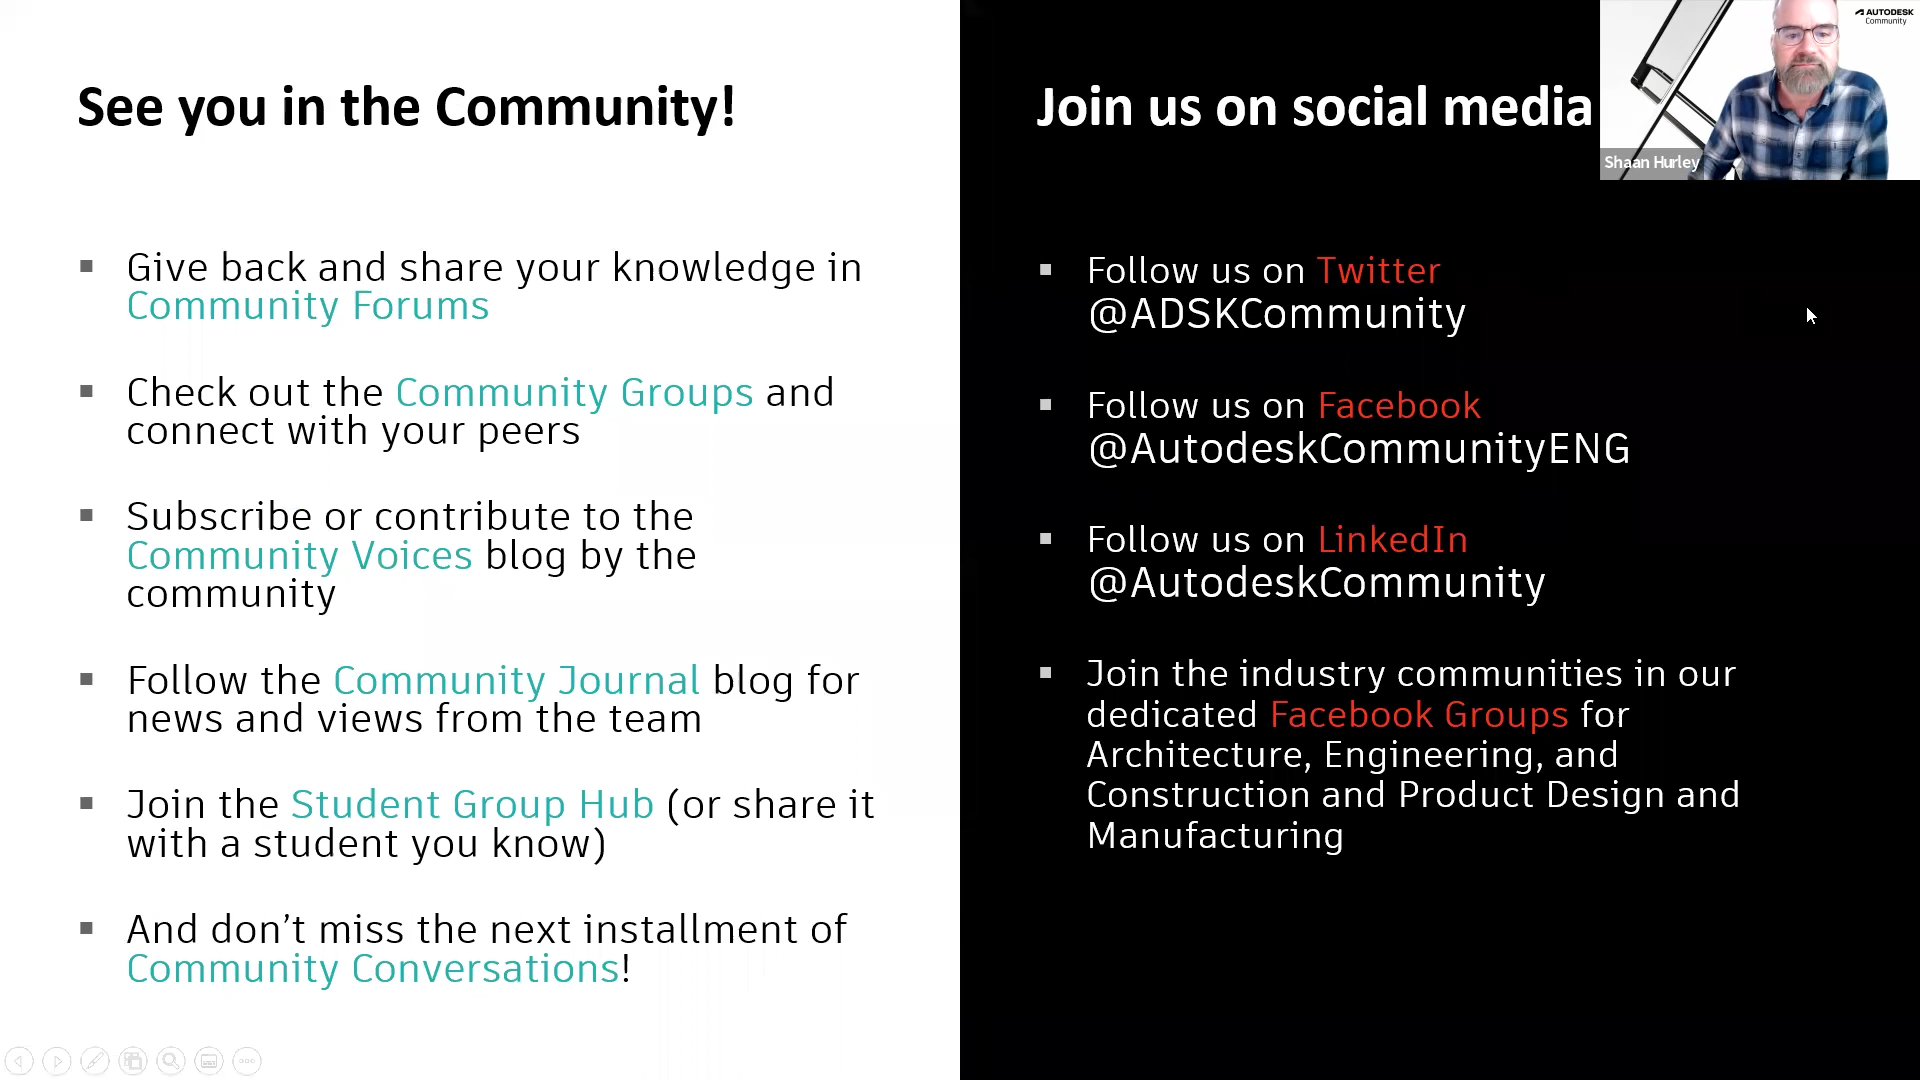 See you in the Community!
Give back and share your knowledge in
Community Forums
Check out the Community Groups and
connect with your peers
Subscribe or contribute to the
Community Voices blog by the
community
Follow the Community Journal blog for
news and views from the team
Join the Student Group Hub (or share it
with a student you know)
And don’t miss the next installment of
Community Conversations!
Join us on social media
Follow us on Twitter
@ADSKCommunity
Follow us on Facebook
@AutodeskCommunityENG
Follow us on LinkedIn
@AutodeskCommunity
Join the industry communities in our
dedicated Facebook Groups for
Architecture, Engineering, and
Construction and Product Design and
Manufacturing
AUTODESK
Community
Shaan Hurley